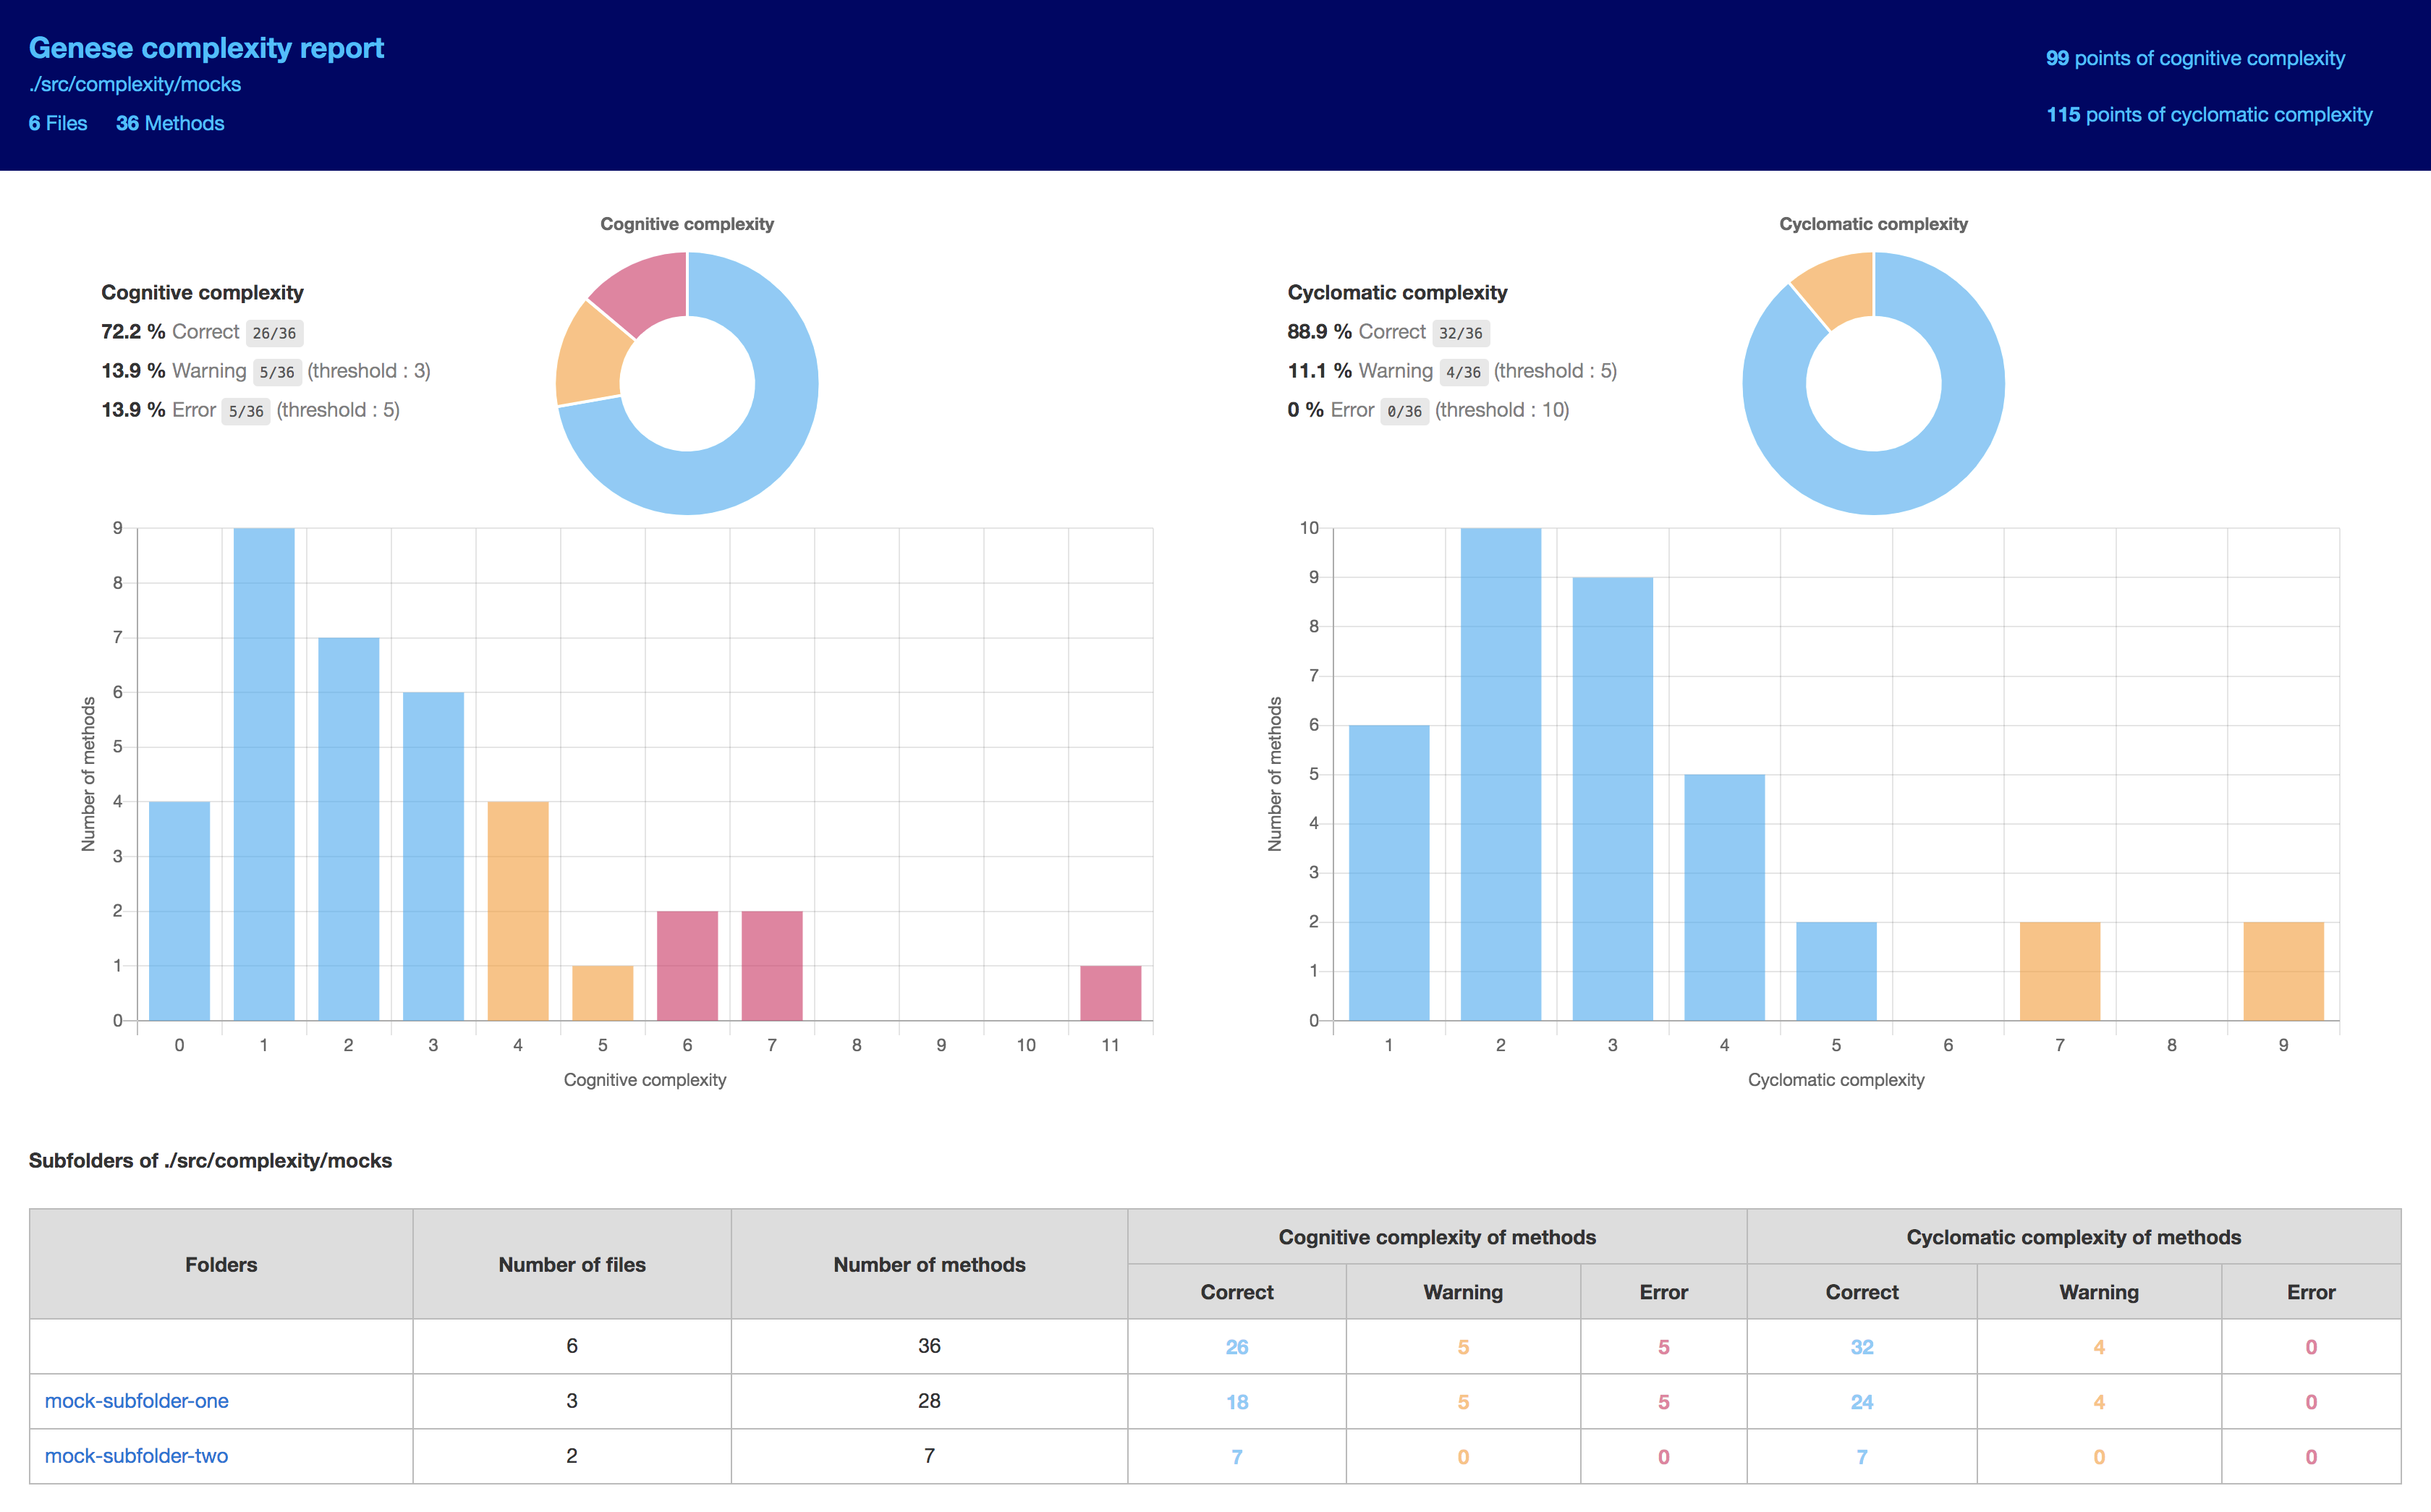 Genese complexity report
./src/complexity/mocks
6 Files 36 Methods
99 points of cognitive complexity
115 points of cyclomatic complexity
Cognitive complexity
Cognitive complexity
72.2 % Correct 26/36
13.9 % Warning 5/36 (threshold : 3)
13.9 % Error 5/36 (threshold : 5)
Cyclomatic complexity
Cyclomatic complexity
88.9 % Correct 32/36
11.1 % Warning 4/36 (threshold : 5)
0 % Error 0/36 (threshold : 10)
9
8
7
6
5
4
3
2
1
0
Number of methods
0 1 2 3 4 5 6 7 8 9 10 11
Cognitive complexity
10
9
8
7
6
5
4
3
2
1
0
Number of methods
1 2 3 4 5 6 7 8 9
Cyclomatic complexity
Subfolders of ./src/complexity/mocks
Folders Number of files Number of methods Cognitive complexity of methods Cyclomatic complexity of methods
Correct Warning Error Correct Warning Error
6 36 26 5 5 32 4 0
mock-subfolder-one 3 28 18 5 5 24 4 0
mock-subfolder-two 2 7 7 0 0 7 0 0